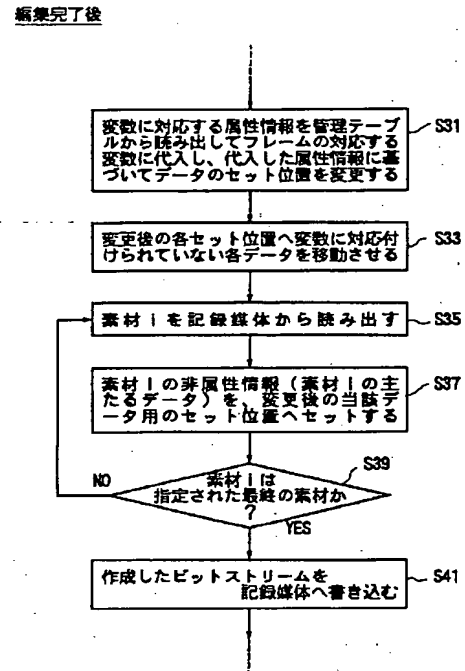 編集完了後
変数に対応する属性情報を管理テーブ
ルから読み出してフレームの対応する
変数に代入し、代入した属性情報に基
づいてデータのセット位置を変更する
S31
変更後の各セット位置へ変数に対応付
けられていない各データを移動させる
S33
素材iを記録媒体から読み出す
S35
素材iの非属性情報(素材iの主
たるデータ)を、変更後の当該デ
ータ用のセット位置へセットする
S37
素材iは
指定された最終の素材か
?
S39
NO
YES
作成したビットストリームを
記録媒体へ書き込む
S41